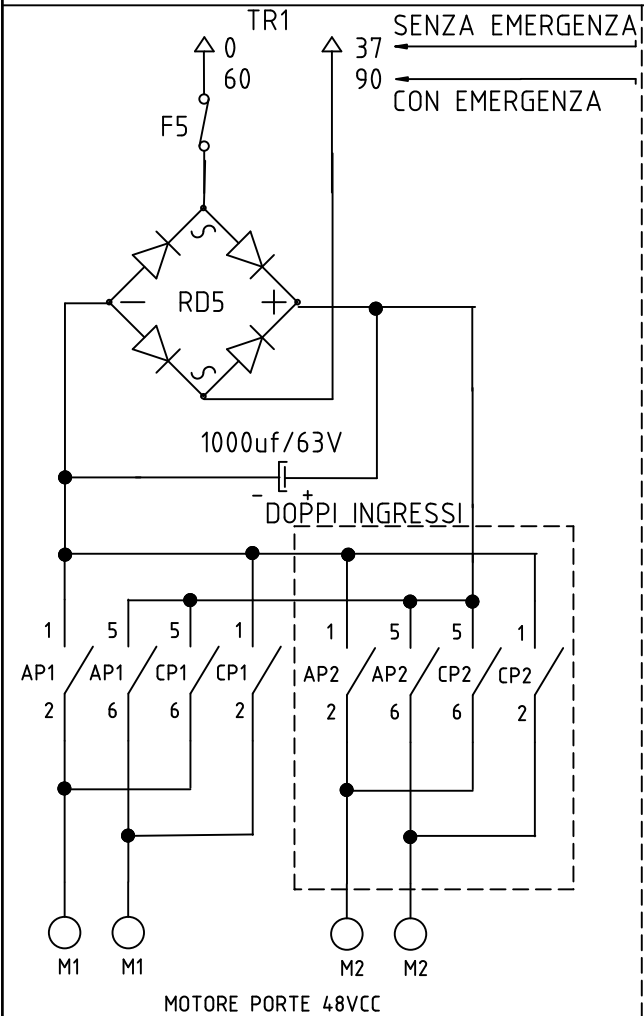 TR1
SENZA EMERGENZA
0
37
60
90
CON EMERGENZA
F5
S
- RD5 +
S
1000uf/63V
- +
DOPPI INGRESSI
1 5 5 1 1 5 5 1
AP1 AP1 CP1 CP1 AP2 AP2 CP2 CP2
2 6 6 2 2 6 6 2
M1 M1 M2 M2
MOTORE PORTE 48VCC